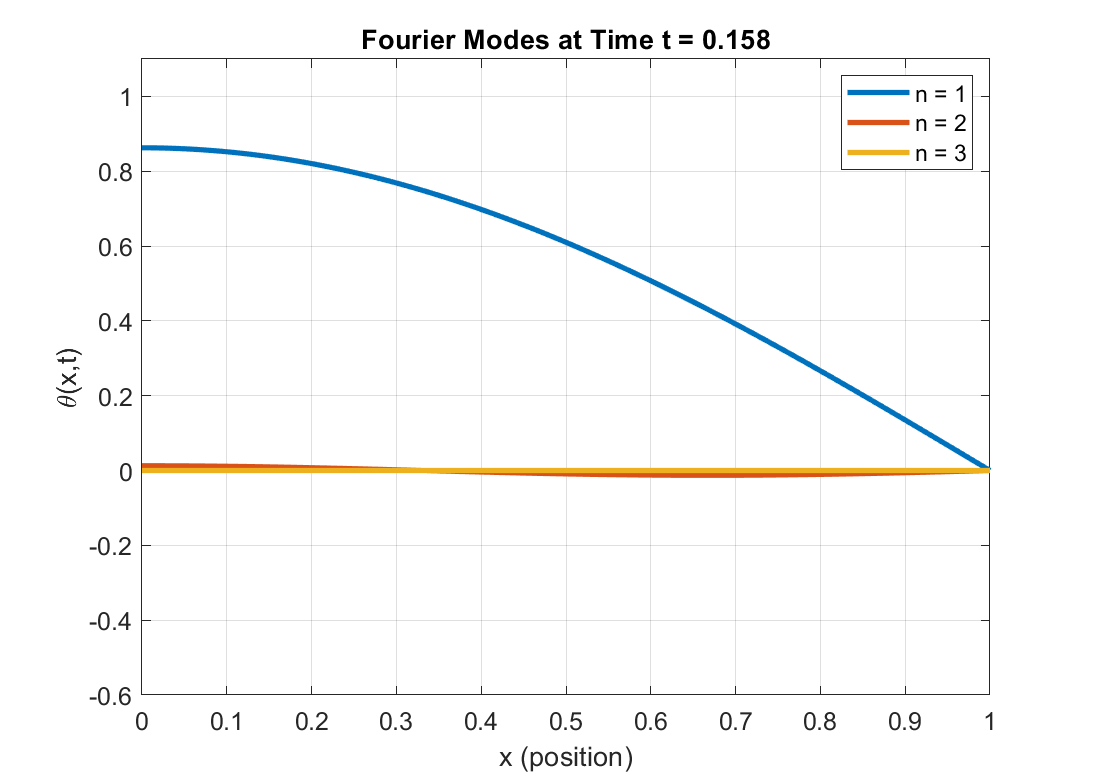 Fourier Modes at Time t = 0.158
n = 1
n = 2
n = 3
1
0.8
0.6
0.4
0.2
0
-0.2
-0.4
-0.6
θ(x,t)
0 0.1 0.2 0.3 0.4 0.5 0.6 0.7 0.8 0.9 1
x (position)